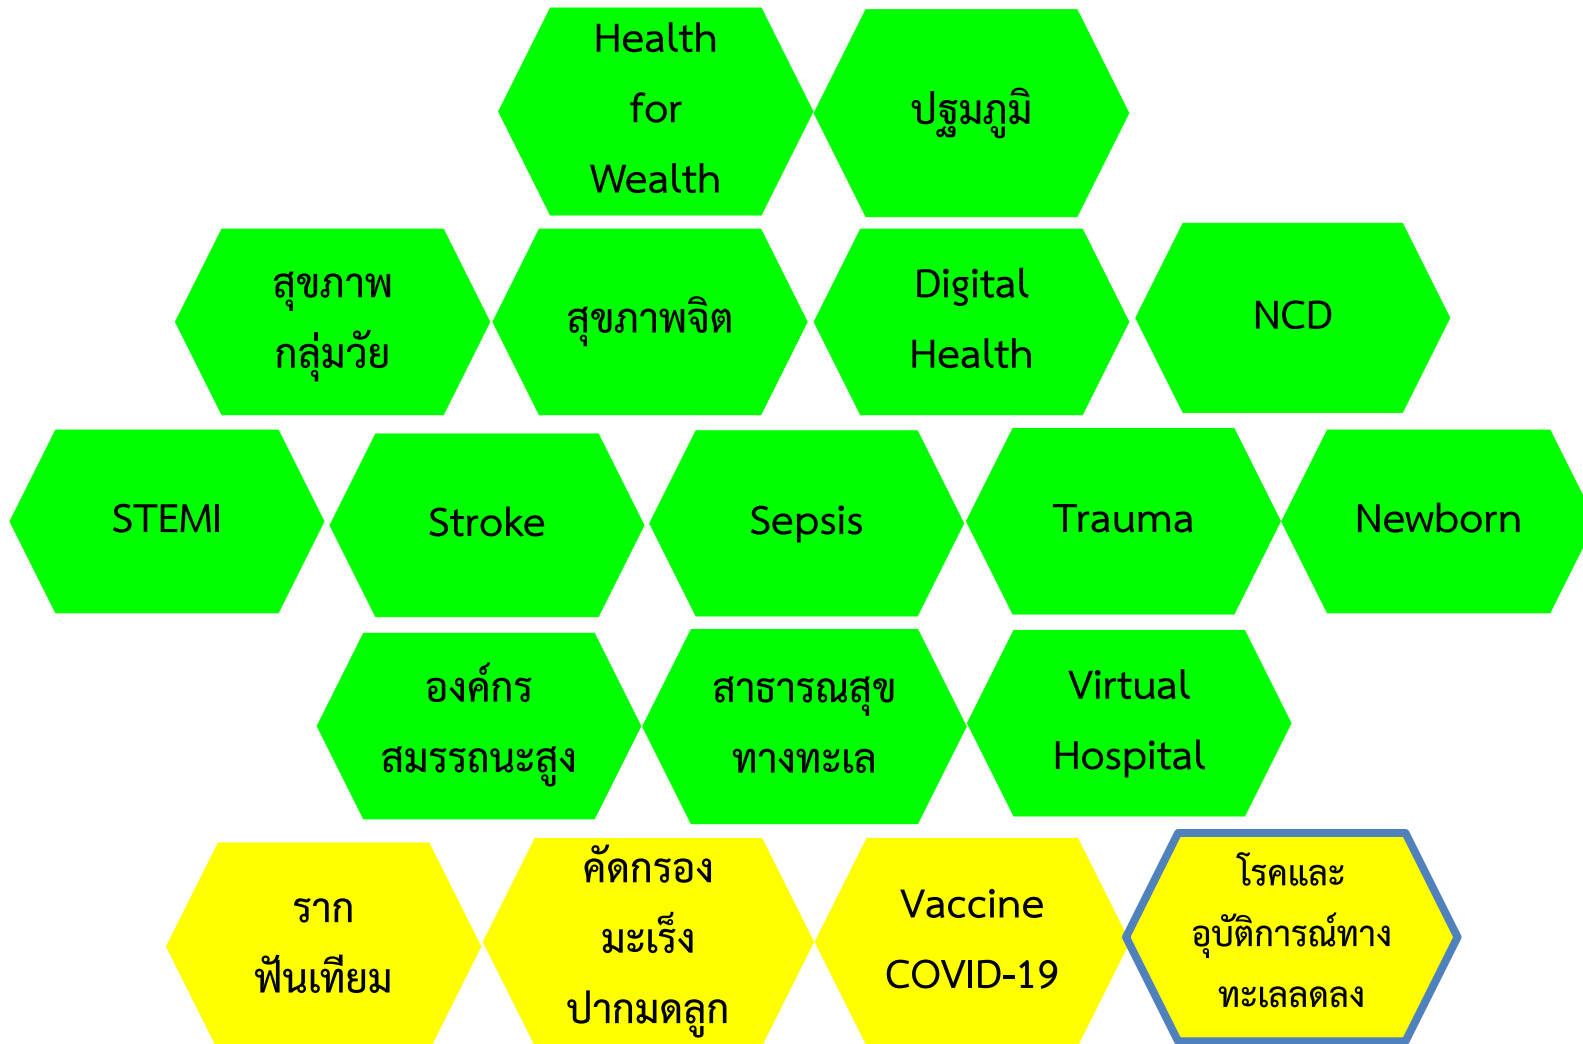 Health
for
Wealth
ปฐมภูมิ
สุขภาพ
กลุ่มวัย
สุขภาพจิต
Digital
Health
NCD
STEMI
Stroke
Sepsis
Trauma
Newborn
องค์กร
สมรรถนะสูง
สาธารณสุข
ทางทะเล
Virtual
Hospital
ราก
ฟันเทียม
คัดกรอง
มะเร็ง
ปากมดลูก
Vaccine
COVID-19
โรคและ
อุบัติการณ์ทาง
ทะเลลดลง